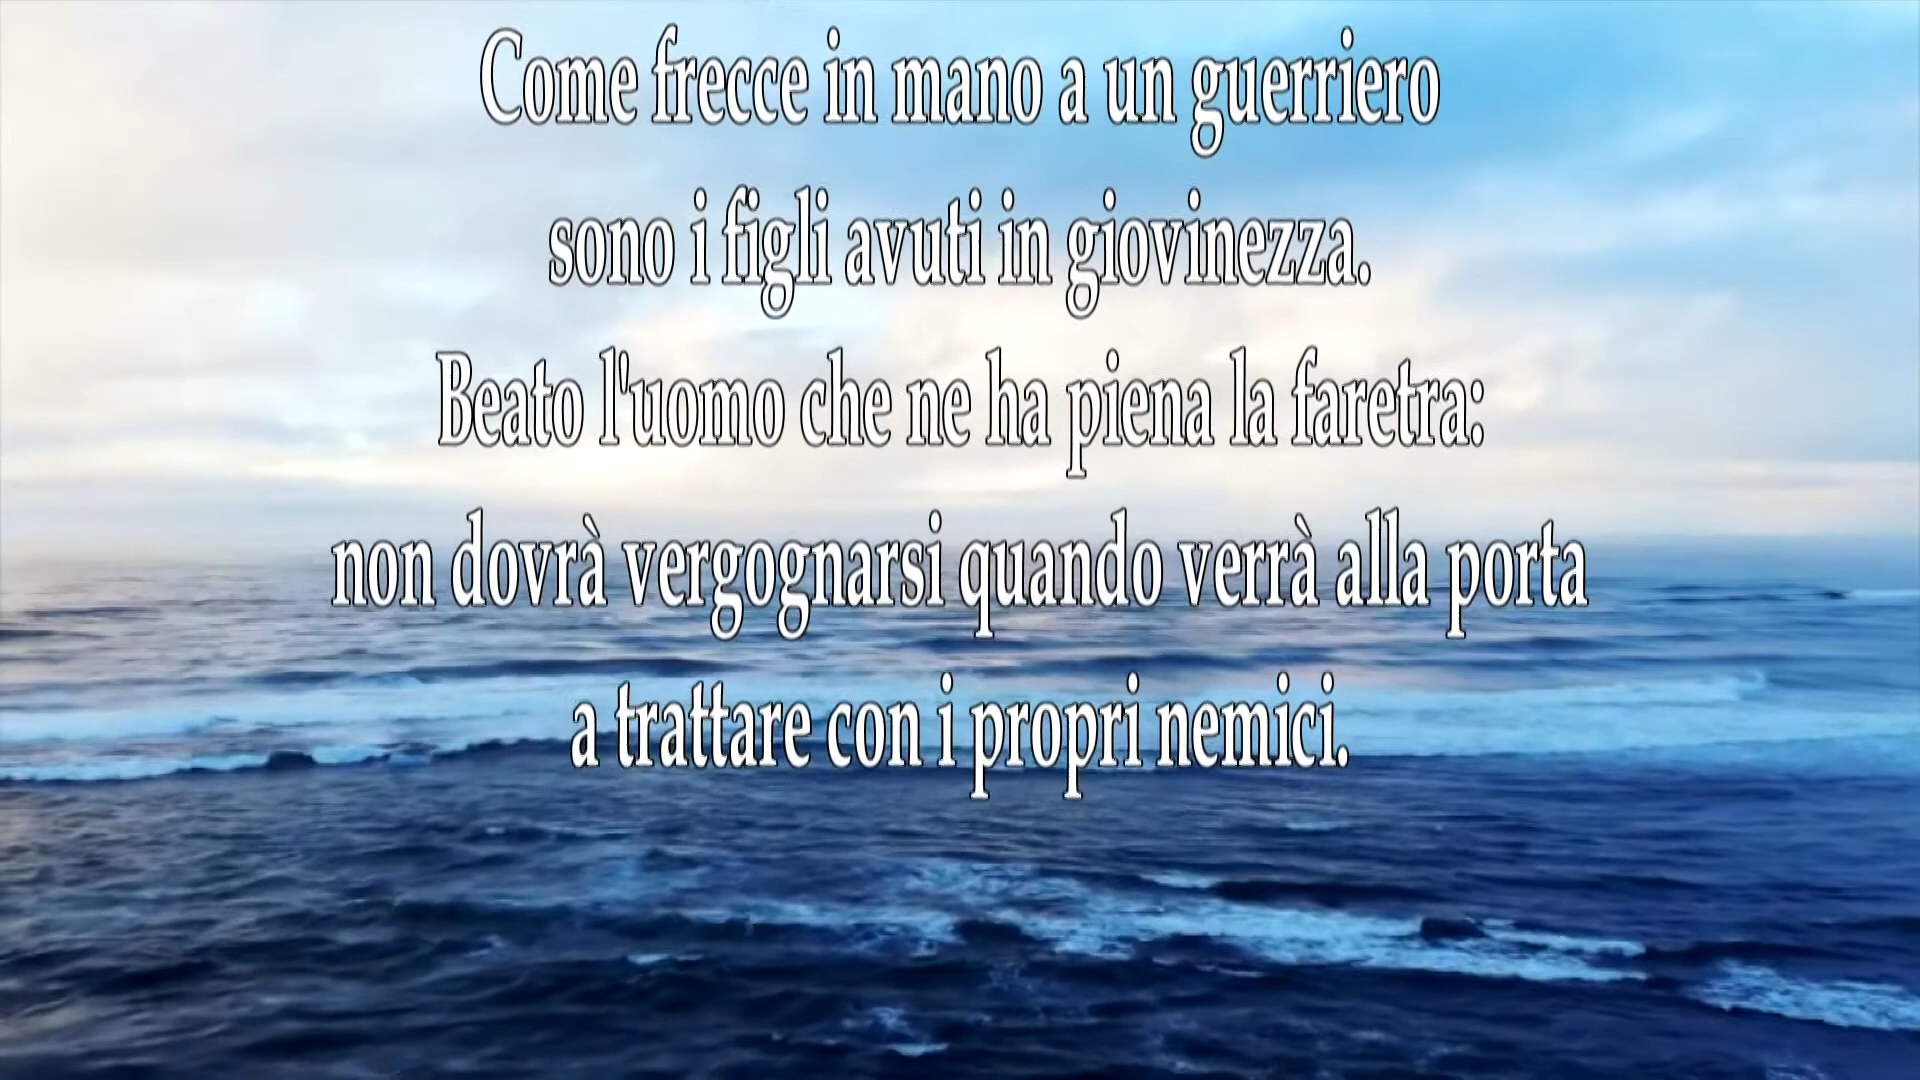 Come frecce in mano a un guerriero
sono i figli avuti in giovinezza.
Beato l'uomo che ne ha piena la faretra:
non dovrà vergognarsi quando verrà alla porta
a trattare con i propri nemici.